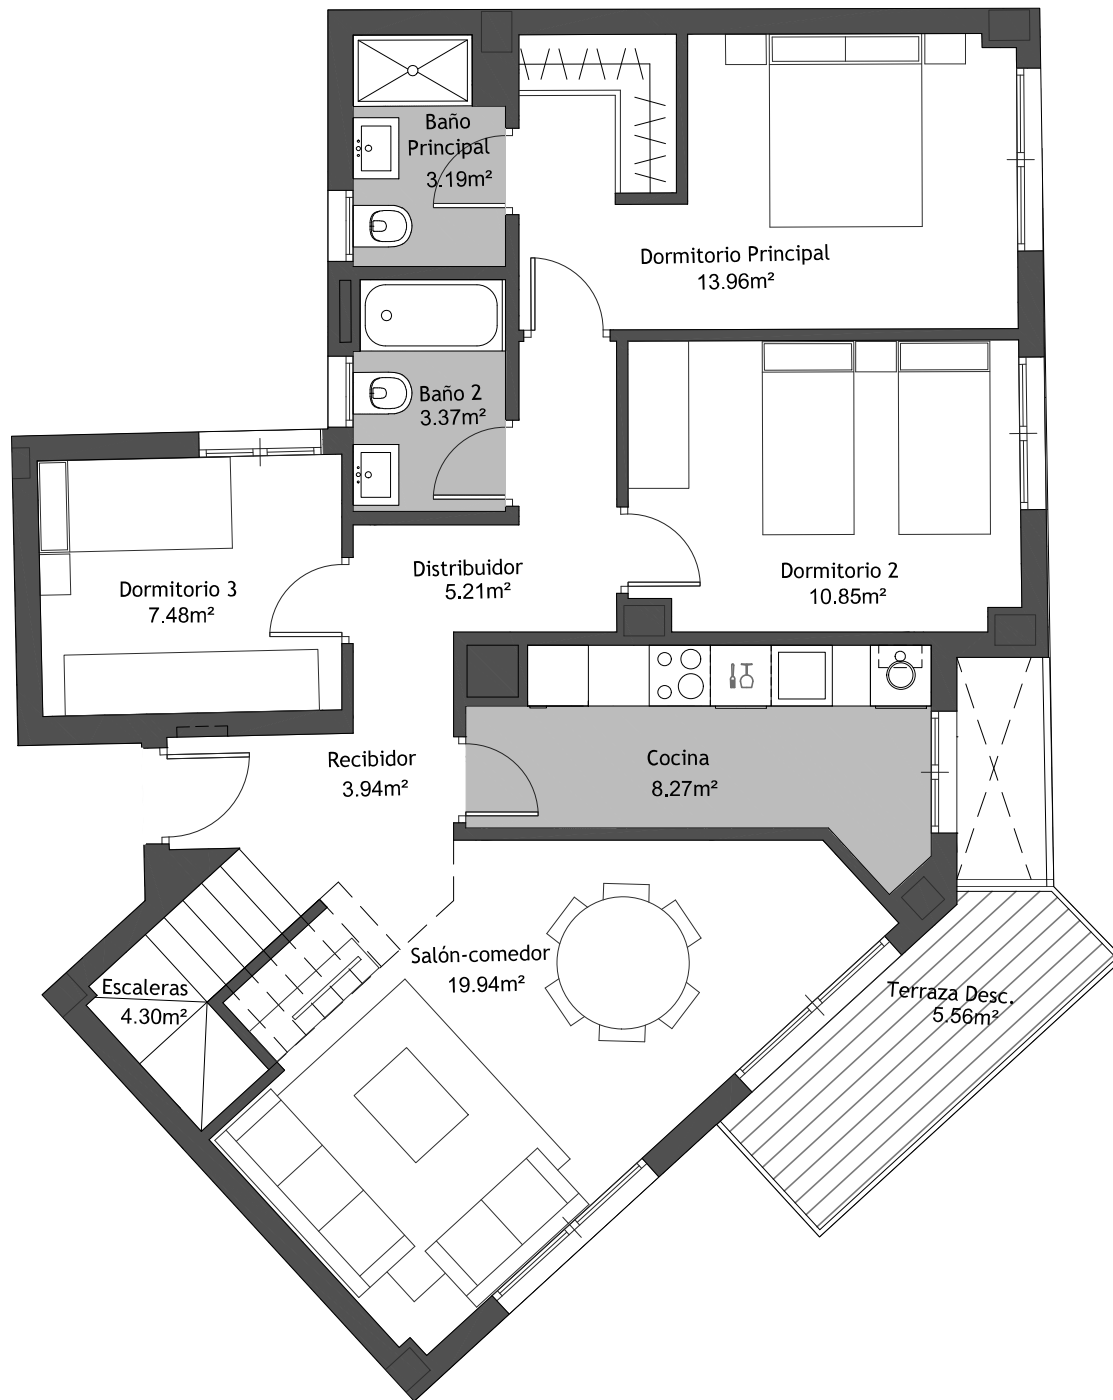 Baño
Principal
3.19m²
Dormitorio Principal
13.96m²
Baño 2
3.37m²
Dormitorio 3
7.48m²
Distribuidor
5.21m²
Dormitorio 2
10.85m²
Recibidor
3.94m²
Cocina
8.27m²
Salón-comedor
19.94m²
Escaleras
4.30m²
Terraza Desc.
5.56m²